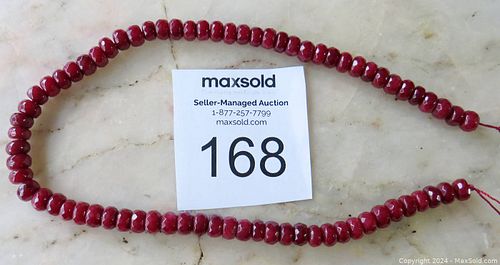 maxsold
Seller-Managed Auction
1-877-257-7799
maxsold.com
168
Copyright 2024 - MaxSold.com